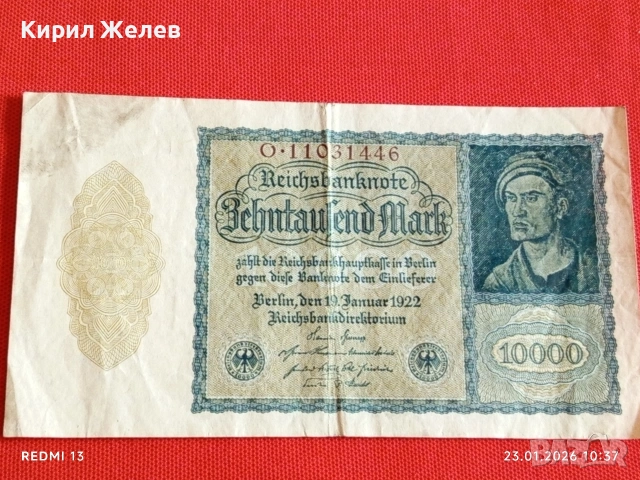 Кирил Желев
O·11031446
Reichsbanknote
Zehntausend Mark
zahlt die Reichsbankhauptkasse in Berlin
gegen diese Banknote dem Einlieferer
Berlin, den 19. Januar 1922
Reichsbankdirektorium
10000
REDMI 13
23.01.2026 10:37
BAZAR